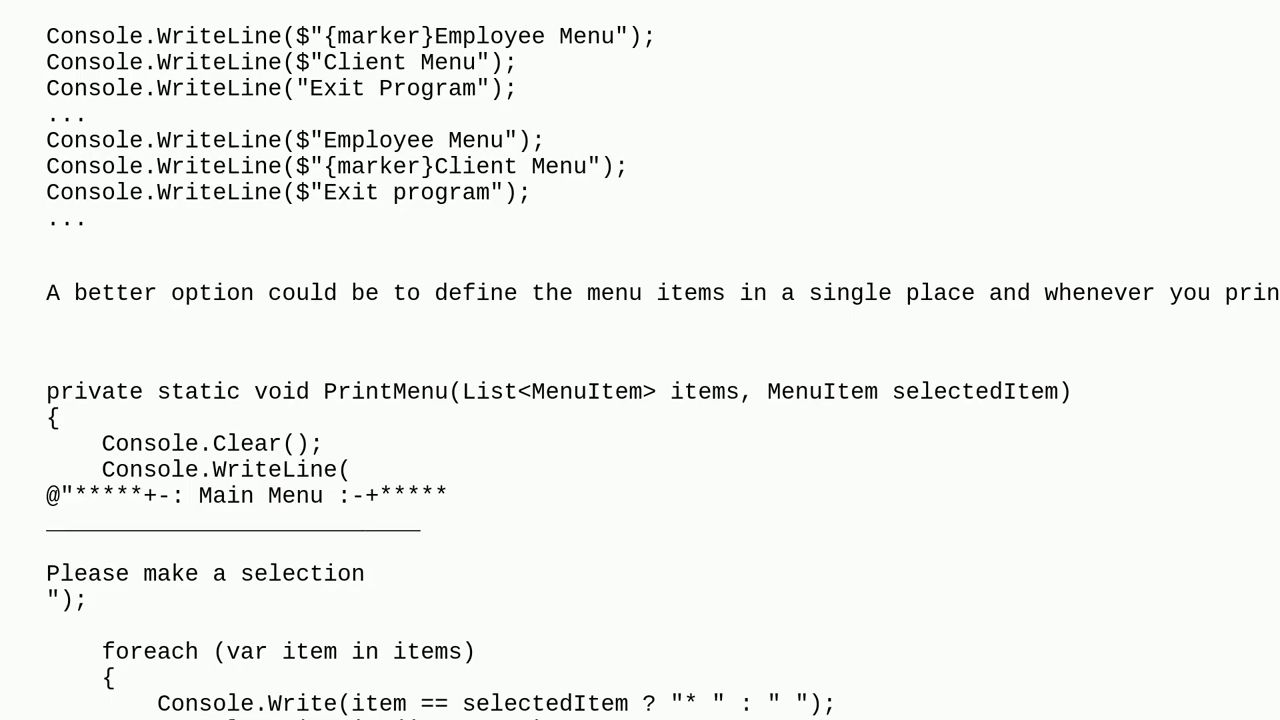 Console.WriteLine($"{marker}Employee Menu");
Console.WriteLine($"Client Menu");
Console.WriteLine("Exit Program");
...
Console.WriteLine($"Employee Menu");
Console.WriteLine($"{marker}Client Menu");
Console.WriteLine($"Exit program");
...
A better option could be to define the menu items in a single place and whenever you prin
private static void PrintMenu(List<MenuItem> items, MenuItem selectedItem)
{
    Console.Clear();
    Console.WriteLine(
@"*****+-: Main Menu :-+*****
___________________________
Please make a selection
");
    foreach (var item in items)
    {
        Console.Write(item == selectedItem ? "* " : " ");